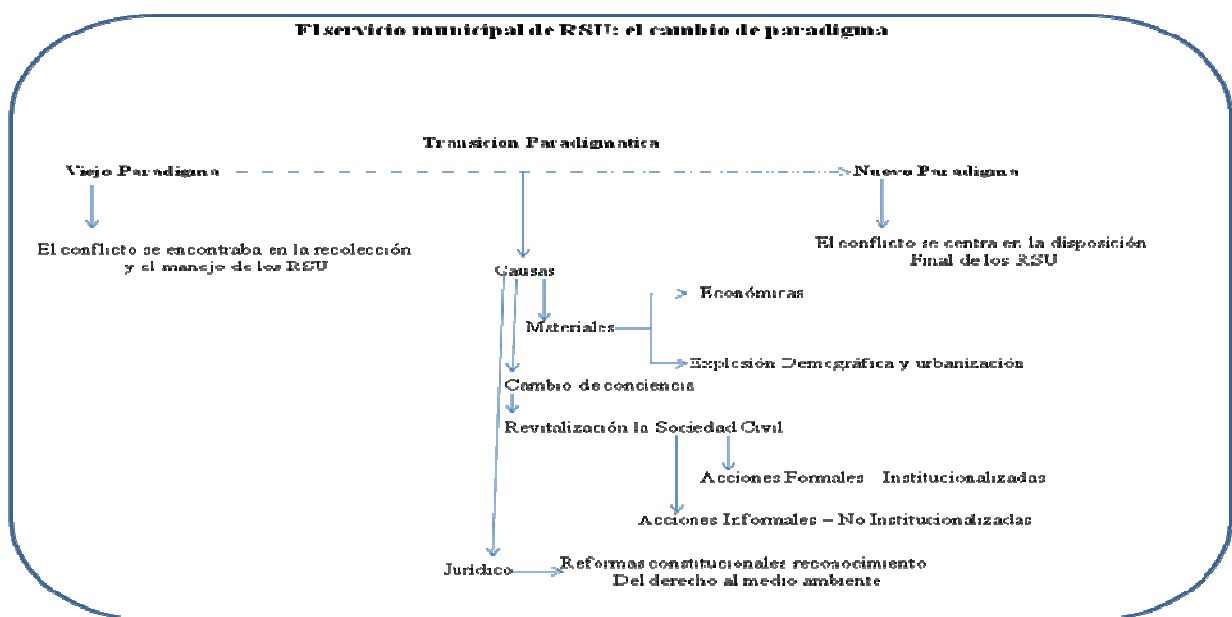 El servicio municipal de RSU: el cambio de paradigma
Transicion Paradigmatica
Viejo Paradigma
Nuevo Paradigma
El conflicto se encontraba en la recolección
y el manejo de los RSU
El conflicto se centra en la disposición
Final de los RSU
Causas
Económicas
Materiales
Explosión Demográfica y urbanización
Cambio de conciencia
Revitalización la Sociedad Civil
Acciones Formales Institucionalizadas
Acciones Informales – No Institucionalizadas
Jurídico
Reformas constitucionales reconocimiento
Del derecho al medio ambiente